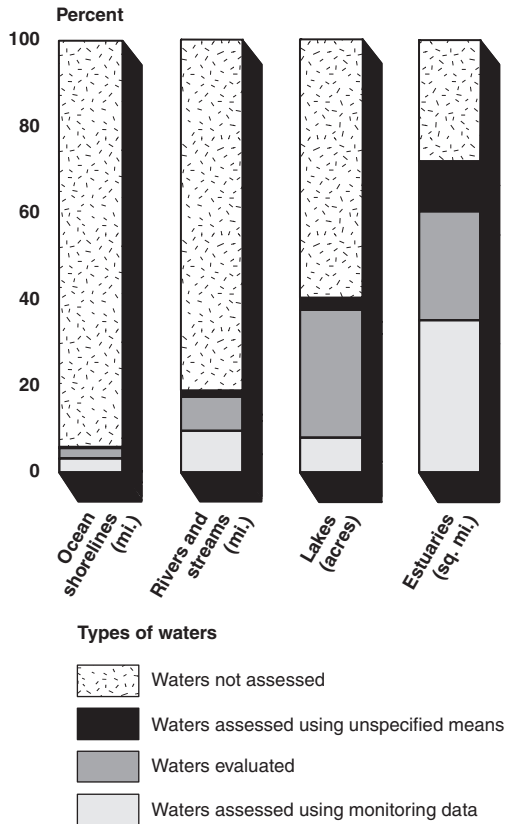 Percent
100
80
60
40
20
0
Ocean
shorelines
(mi.)
Rivers and
streams
(mi.)
Lakes
(acres)
Estuaries
(sq. mi.)
Types of waters
Waters not assessed
Waters assessed using unspecified means
Waters evaluated
Waters assessed using monitoring data